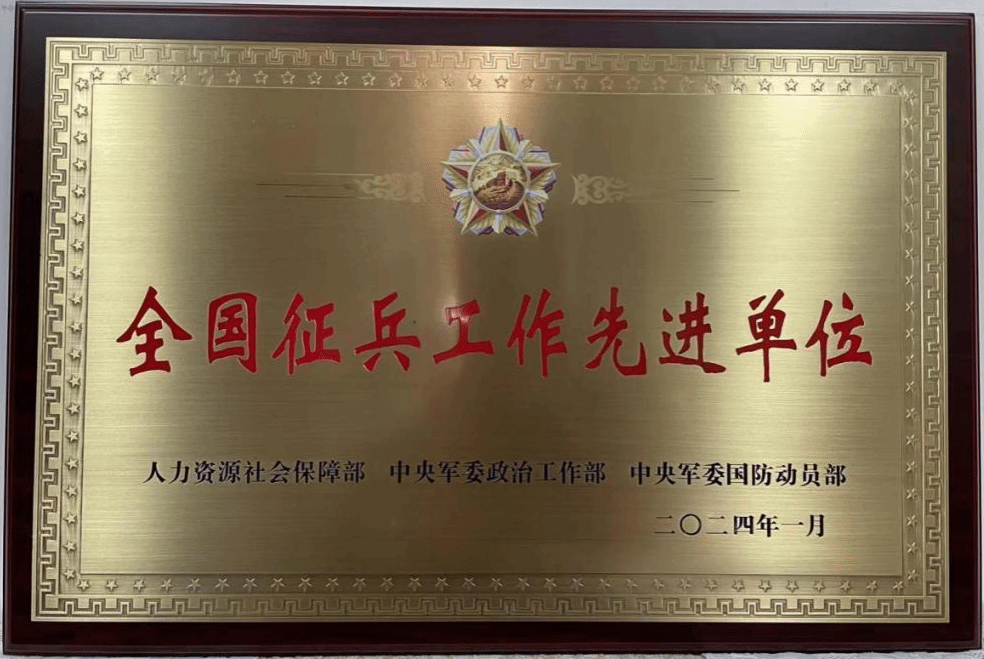 全国征兵工作先进单位
人力资源社会保障部 中央军委政治工作部 中央军委国防动员部
二〇二四年一月